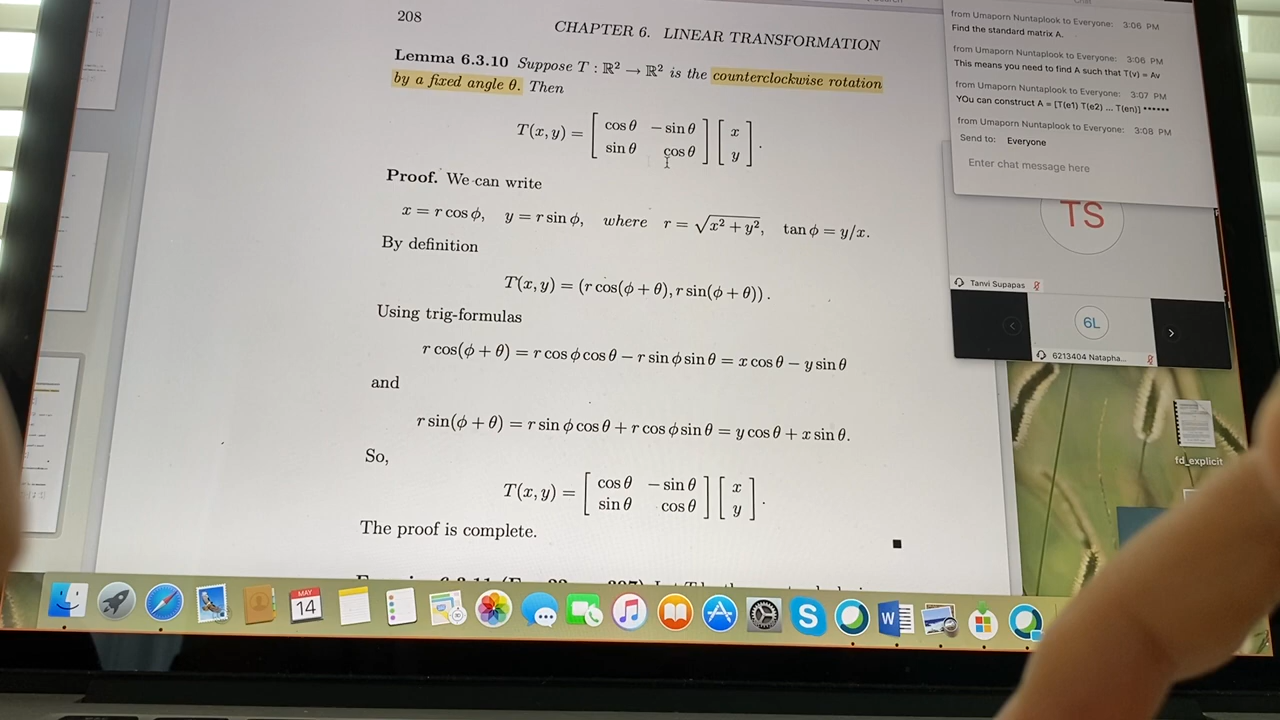 208
CHAPTER 6. LINEAR TRANSFORMATION
Lemma 6.3.10 Suppose T : ℝ² → ℝ² is the counterclockwise rotation
by a fixed angle θ. Then
T(x, y) = [ cos θ − sin θ ; sin θ cos θ ] [ x ; y ] .
Proof. We can write
x = r cos ϕ, y = r sin ϕ, where r = √(x² + y²), tan ϕ = y/x.
By definition
T(x, y) = (r cos(ϕ + θ), r sin(ϕ + θ)) .
Using trig-formulas
r cos(ϕ + θ) = r cos ϕ cos θ − r sin ϕ sin θ = x cos θ − y sin θ
and
r sin(ϕ + θ) = r sin ϕ cos θ + r cos ϕ sin θ = y cos θ + x sin θ.
So,
T(x, y) = [ cos θ − sin θ ; sin θ cos θ ] [ x ; y ] .
The proof is complete.
from Umaporn Nuntaplook to Everyone: 3:06 PM
Find the standard matrix A.
from Umaporn Nuntaplook to Everyone: 3:06 PM
This means you need to find A such that T(v) = Av
from Umaporn Nuntaplook to Everyone: 3:07 PM
YOu can construct A = [T(e1) T(e2) ... T(en)] ••••••
from Umaporn Nuntaplook to Everyone: 3:08 PM
Send to: Everyone
Enter chat message here
TS
Tanvi Supapas
6L
6213404 Natapha...
fd_explicit
MAY
14
W